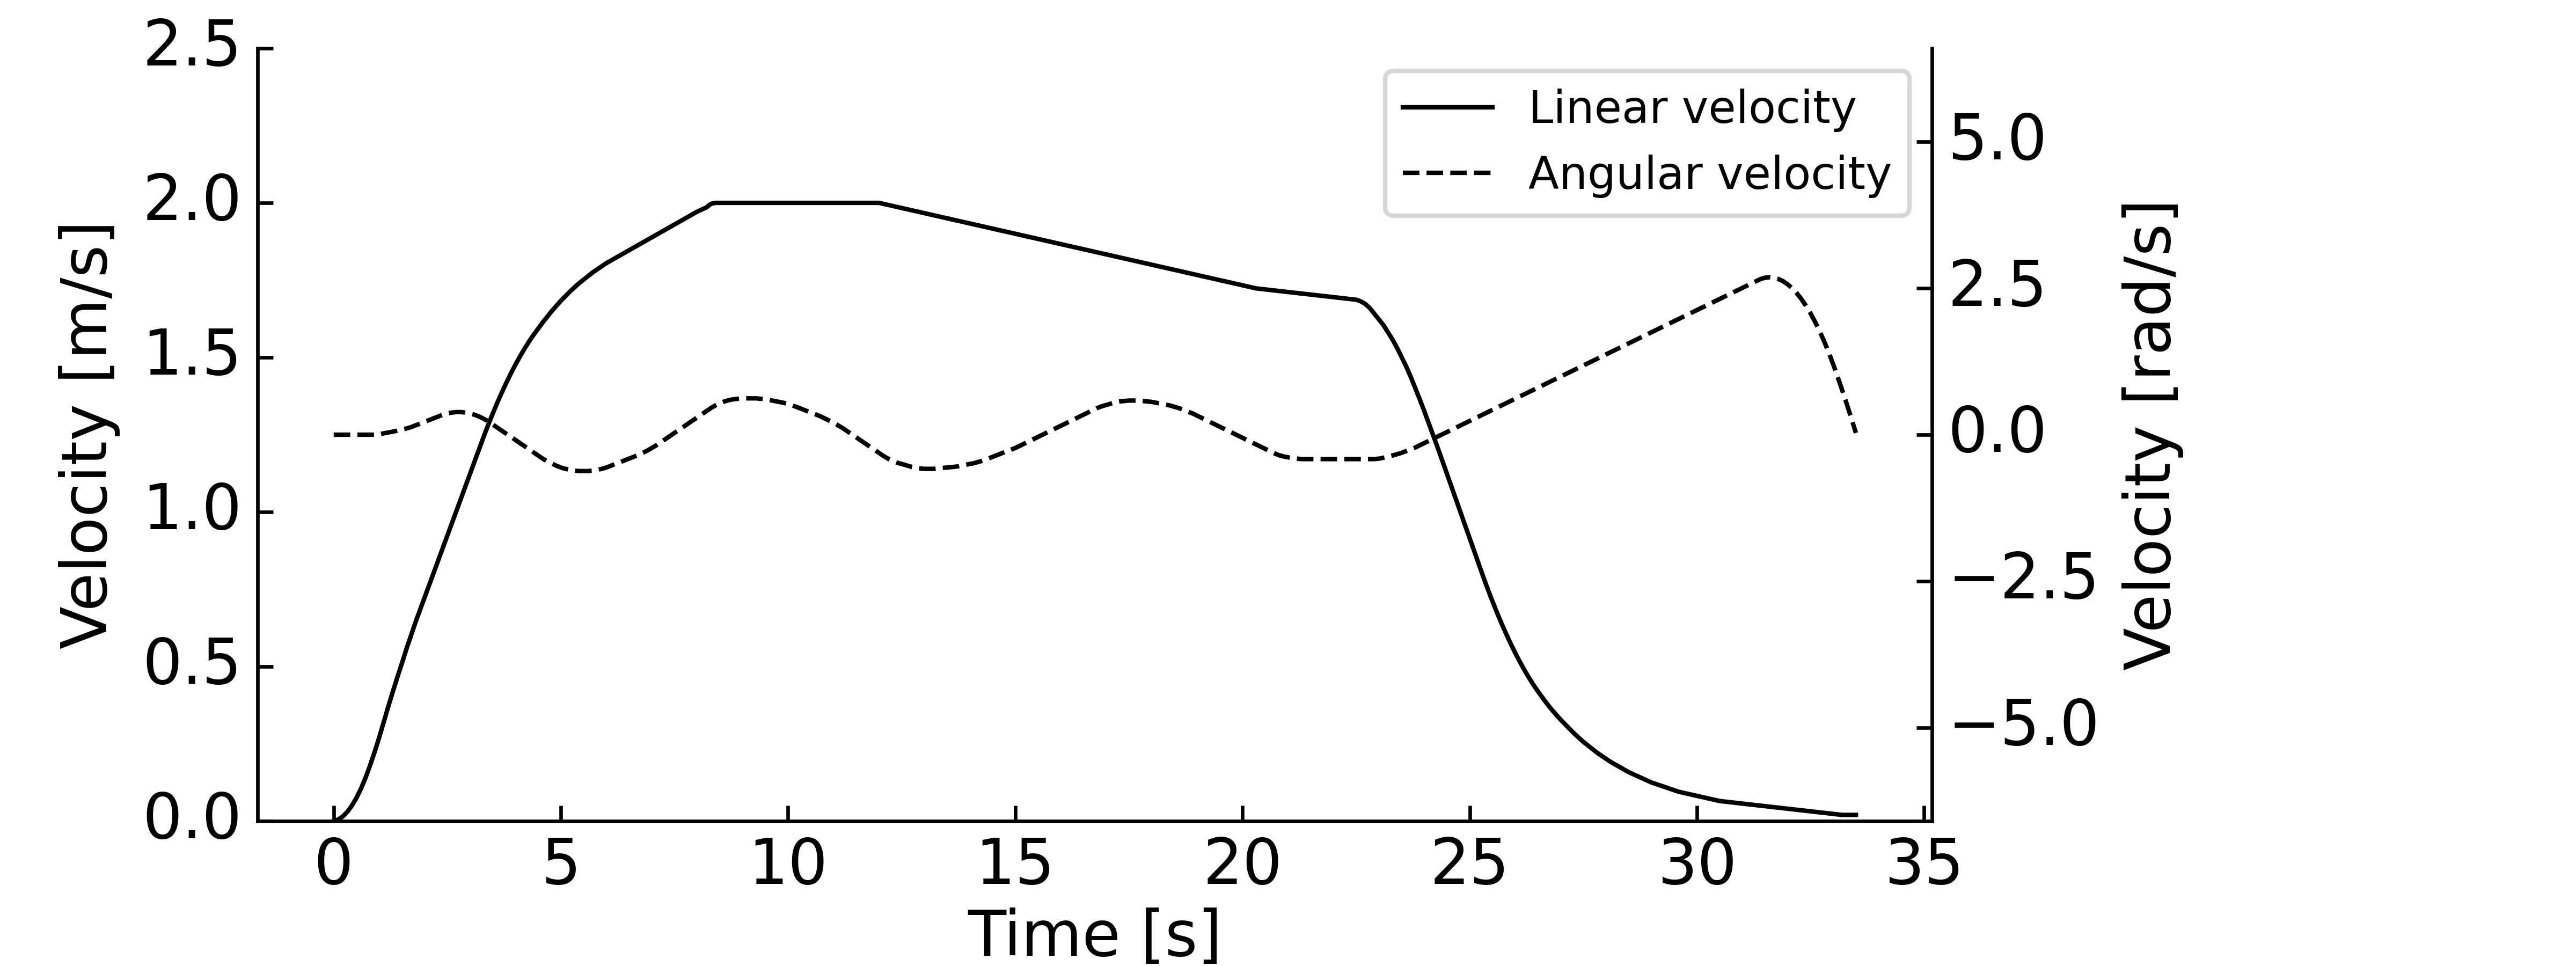 2.5
2.0
1.5
1.0
0.5
0.0
Velocity [m/s]
Linear velocity
Angular velocity
5.0
2.5
0.0
−2.5
−5.0
Velocity [rad/s]
0 5 10 15 20 25 30 35
Time [s]